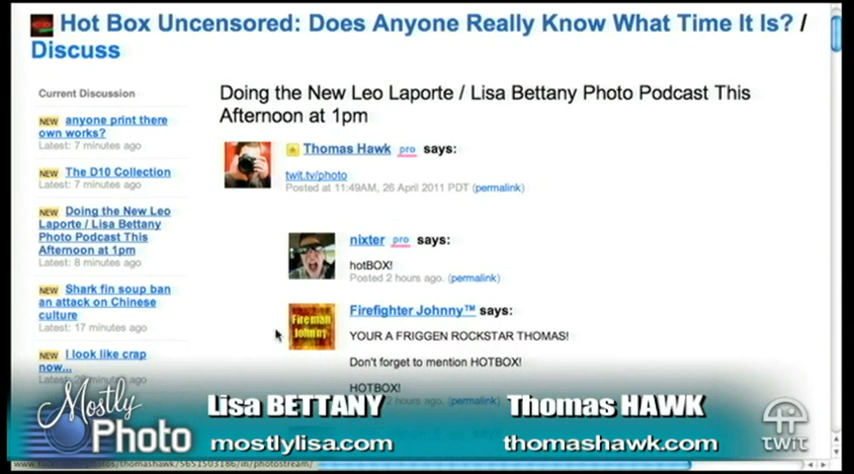 Hot Box Uncensored: Does Anyone Really Know What Time It Is? /
Discuss
Current Discussion
NEW anyone print there
own works?
Latest: 7 minutes ago
NEW The D10 Collection
Latest: 7 minutes ago
NEW Doing the New Leo
Laporte / Lisa Bettany
Photo Podcast This
Afternoon at 1pm
Latest: 8 minutes ago
NEW Shark fin soup ban
an attack on Chinese
culture
Latest: 17 minutes ago
NEW I look like crap
now...
Doing the New Leo Laporte / Lisa Bettany Photo Podcast This
Afternoon at 1pm
Thomas Hawk pro says:
twit.tv/photo
Posted at 11:49AM, 26 April 2011 PDT (permalink)
nixter pro says:
hotBOX!
Posted 2 hours ago. (permalink)
Fireman
Johnny
Firefighter Johnny™ says:
YOUR A FRIGGEN ROCKSTAR THOMAS!
Don't forget to mention HOTBOX!
HOTBOX!
2 hours ago. (permalink)
Mostly
Photo
Lisa BETTANY
mostlylisa.com
Thomas HAWK
thomashawk.com
TWiT